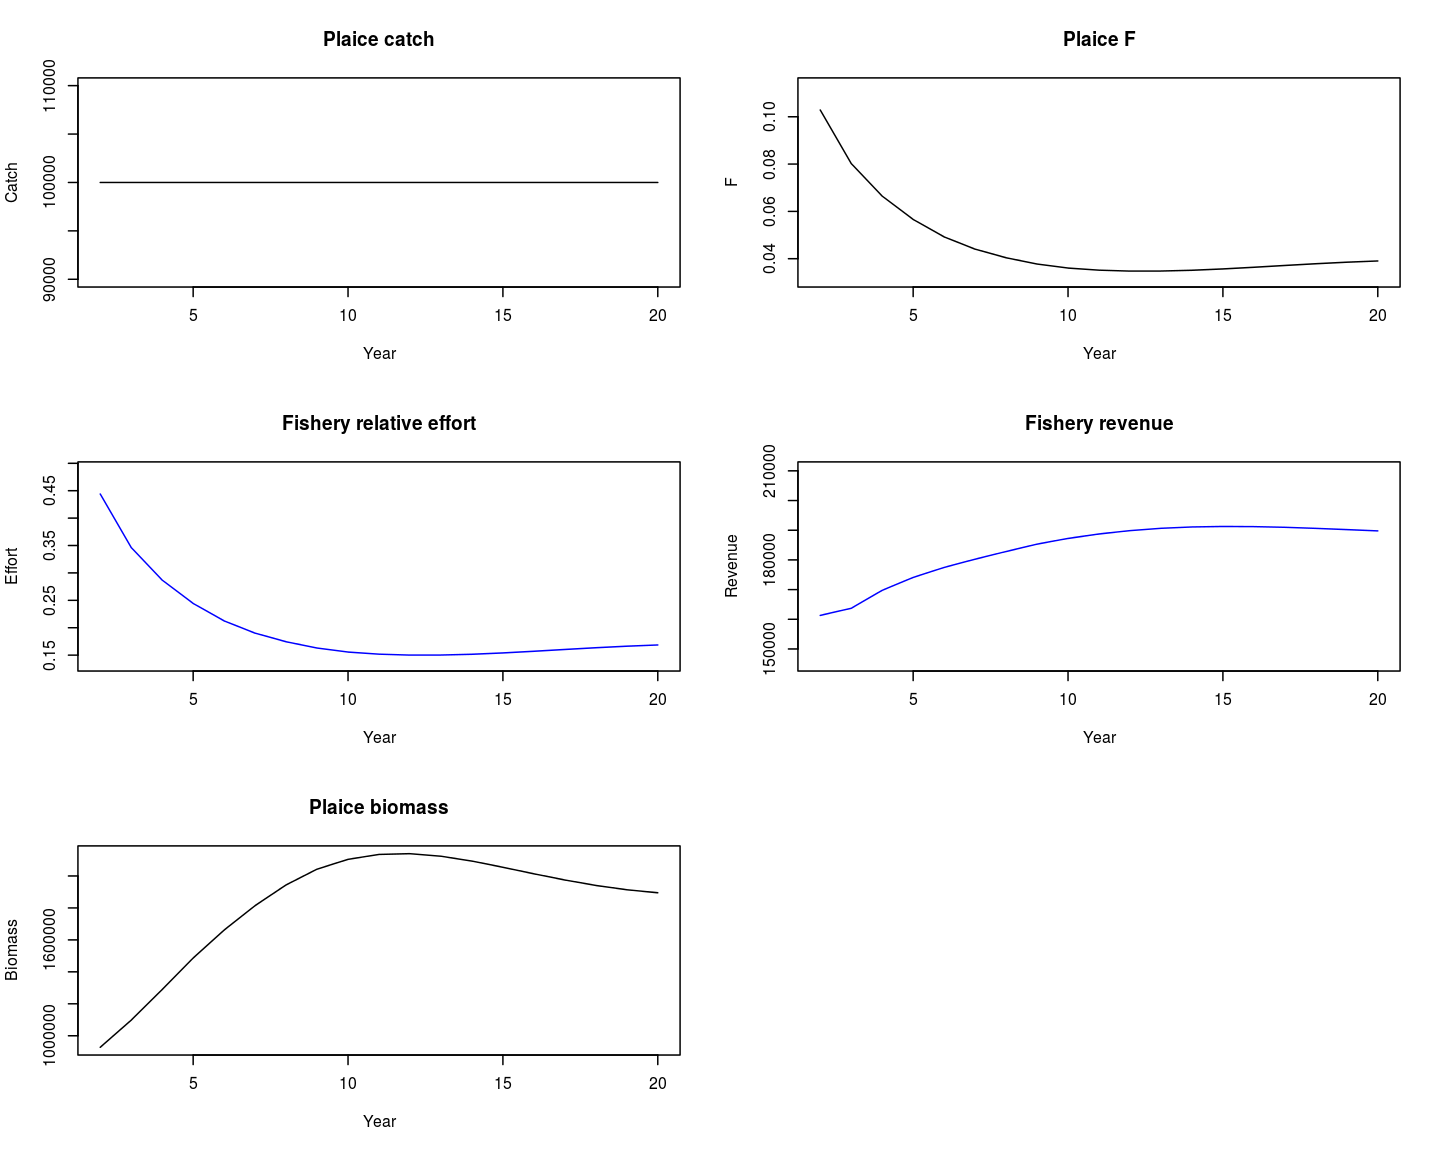 Plaice catch
Catch
90000 100000 110000
5 10 15 20
Year
Plaice F
F
0.04 0.06 0.08 0.10
5 10 15 20
Year
Fishery relative effort
Effort
0.15 0.25 0.35 0.45
5 10 15 20
Year
Fishery revenue
Revenue
150000 180000 210000
5 10 15 20
Year
Plaice biomass
Biomass
1000000 1600000
5 10 15 20
Year